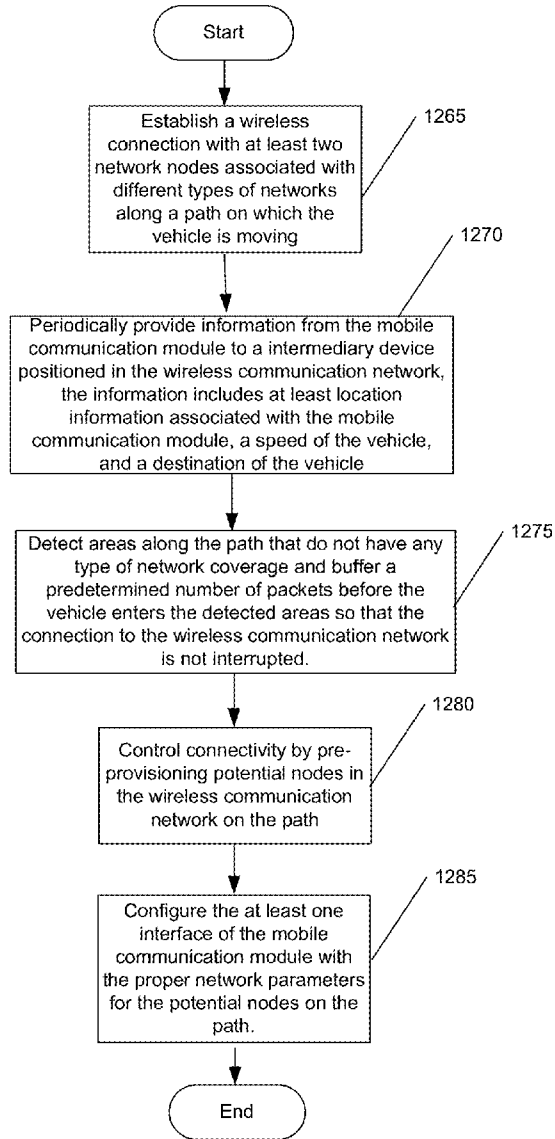 Start
1265
Establish a wireless
connection with at least two
network nodes associated with
different types of networks
along a path on which the
vehicle is moving
1270
Periodically provide information from the mobile
communication module to a intermediary device
positioned in the wireless communication network,
the information includes at least location
information associated with the mobile
communication module, a speed of the vehicle,
and a destination of the vehicle
1275
Detect areas along the path that do not have any
type of network coverage and buffer a
predetermined number of packets before the
vehicle enters the detected areas so that the
connection to the wireless communication network
is not interrupted.
1280
Control connectivity by pre-
provisioning potential nodes in
the wireless communication
network on the path
1285
Configure the at least one
interface of the mobile
communication module with
the proper network parameters
for the potential nodes on the
path.
End